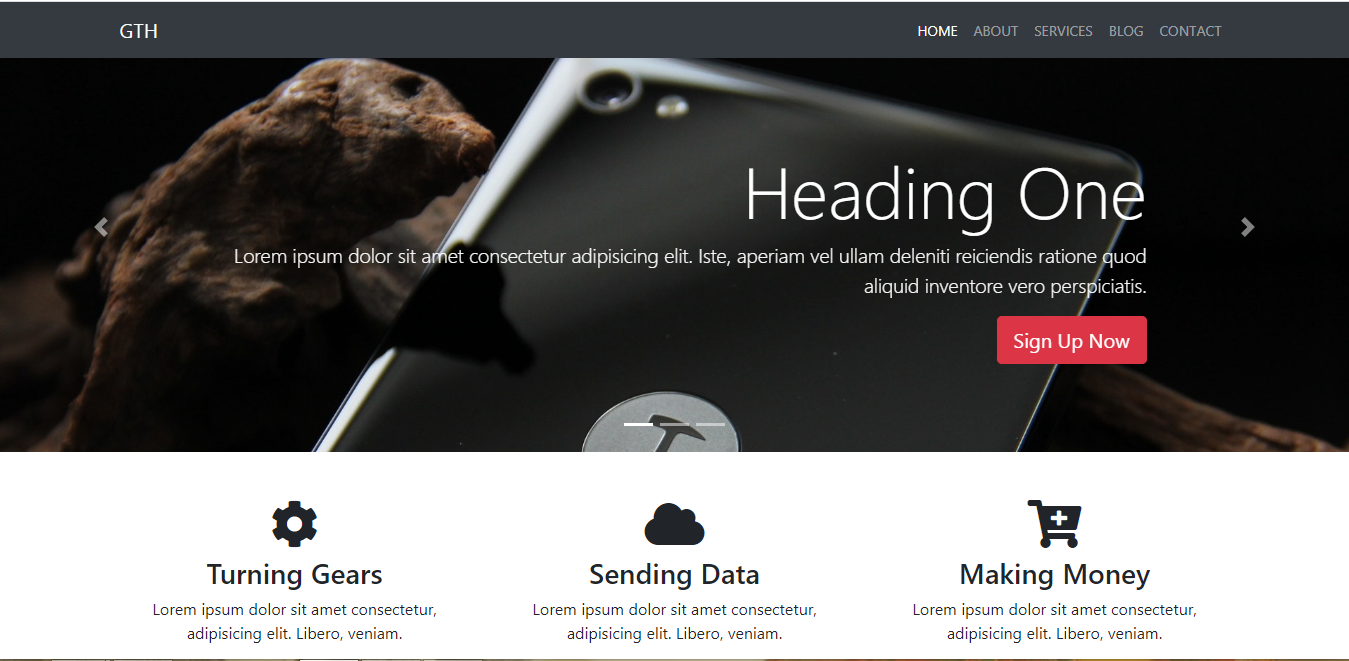 GTH
HOME ABOUT SERVICES BLOG CONTACT
Heading One
Lorem ipsum dolor sit amet consectetur adipisicing elit. Iste, aperiam vel ullam deleniti reiciendis ratione quod
aliquid inventore vero perspiciatis.
Sign Up Now
Turning Gears
Lorem ipsum dolor sit amet consectetur,
adipisicing elit. Libero, veniam.
Sending Data
Lorem ipsum dolor sit amet consectetur,
adipisicing elit. Libero, veniam.
Making Money
Lorem ipsum dolor sit amet consectetur,
adipisicing elit. Libero, veniam.